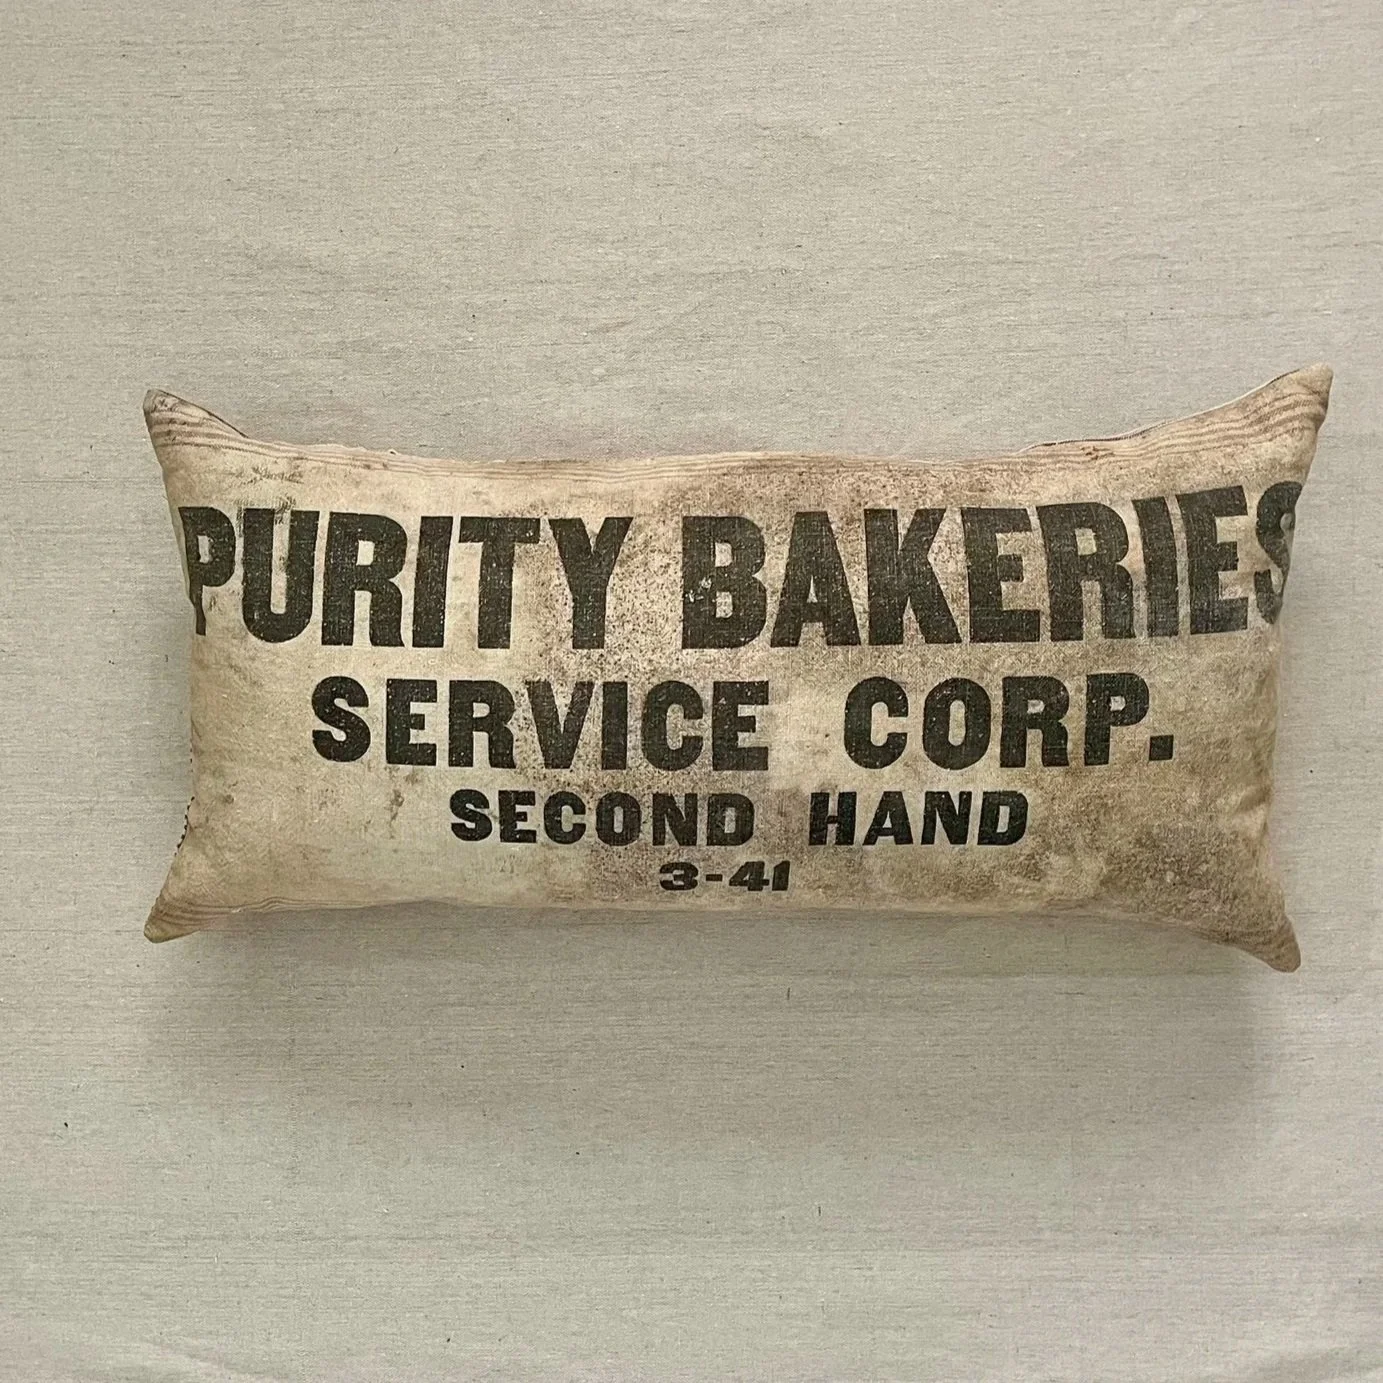 PURITY BAKERIES
SERVICE CORP.
SECOND HAND
3-41